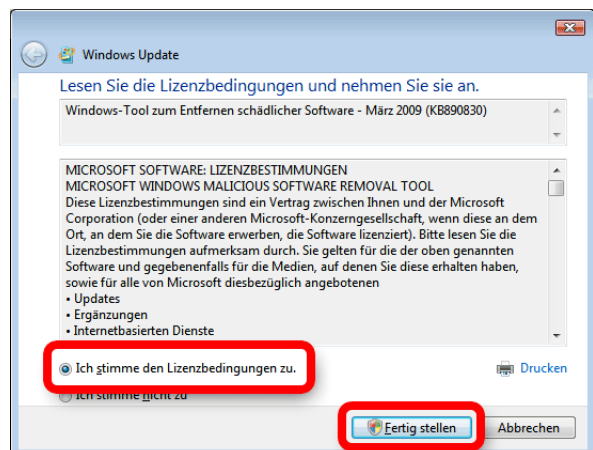 Windows Update
Lesen Sie die Lizenzbedingungen und nehmen Sie sie an.
Windows-Tool zum Entfernen schädlicher Software - März 2009 (KB890830)
MICROSOFT SOFTWARE: LIZENZBESTIMMUNGEN
MICROSOFT WINDOWS MALICIOUS SOFTWARE REMOVAL TOOL
Diese Lizenzbestimmungen sind ein Vertrag zwischen Ihnen und der Microsoft
Corporation (oder einer anderen Microsoft-Konzerngesellschaft, wenn diese an dem
Ort, an dem Sie die Software erwerben, die Software lizenziert). Bitte lesen Sie die
Lizenzbestimmungen aufmerksam durch. Sie gelten für die der oben genannten
Software und gegebenenfalls für die Medien, auf denen Sie diese erhalten haben,
sowie für alle von Microsoft diesbezüglich angebotenen
• Updates
• Ergänzungen
• Internetbasierten Dienste
Ich stimme den Lizenzbedingungen zu.
Drucken
Ich stimme nicht zu
Fertig stellen
Abbrechen